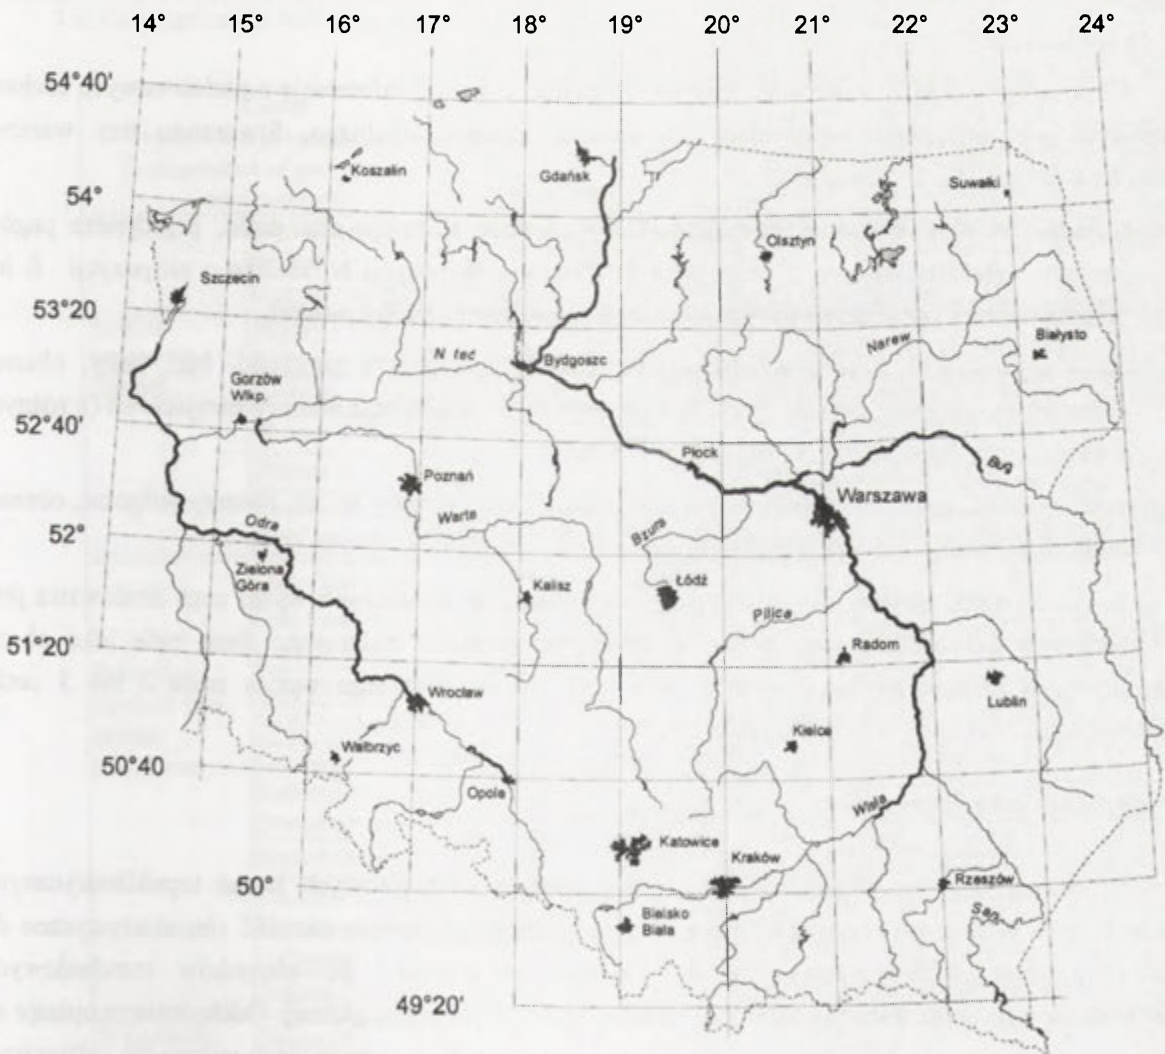 14° 15° 16° 17° 18° 19° 20° 21° 22° 23° 24°
54°40'
Koszalin
Gdańsk
Suwałki
54°
Olsztyn
Szczecin
53°20
Narew
Białysto
N teć
Bydgoszc
Gorzów
Wlkp.
52°40'
Płock
Bug
Poznań
Warszawa
Warta
Odra
52°
Bzura
Zielona
Góra
Kalisz
Łódź
Pilica
51°20
Radom
Wrocław
Lublin
Kielce
Wałbrzyc
50°40
Opole
Wisła
Katowice
Kraków
50°
Rzeszów
San
Bielsko
Biała
49°20'